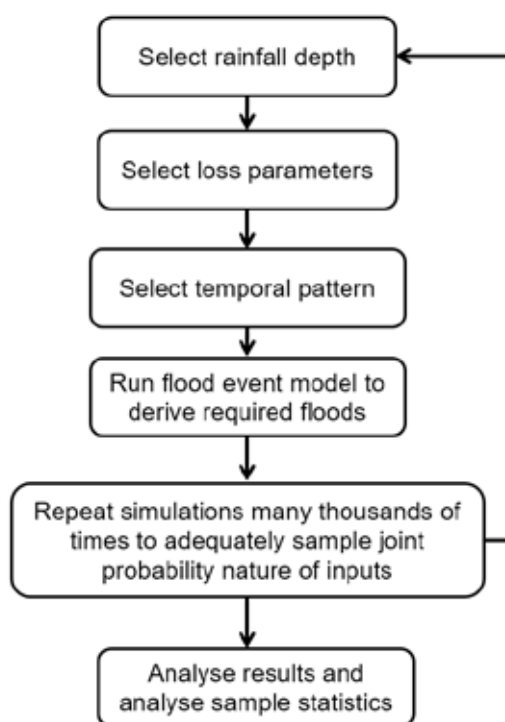 Select rainfall depth
Select loss parameters
Select temporal pattern
Run flood event model to
derive required floods
Repeat simulations many thousands of
times to adequately sample joint
probability nature of inputs
Analyse results and
analyse sample statistics